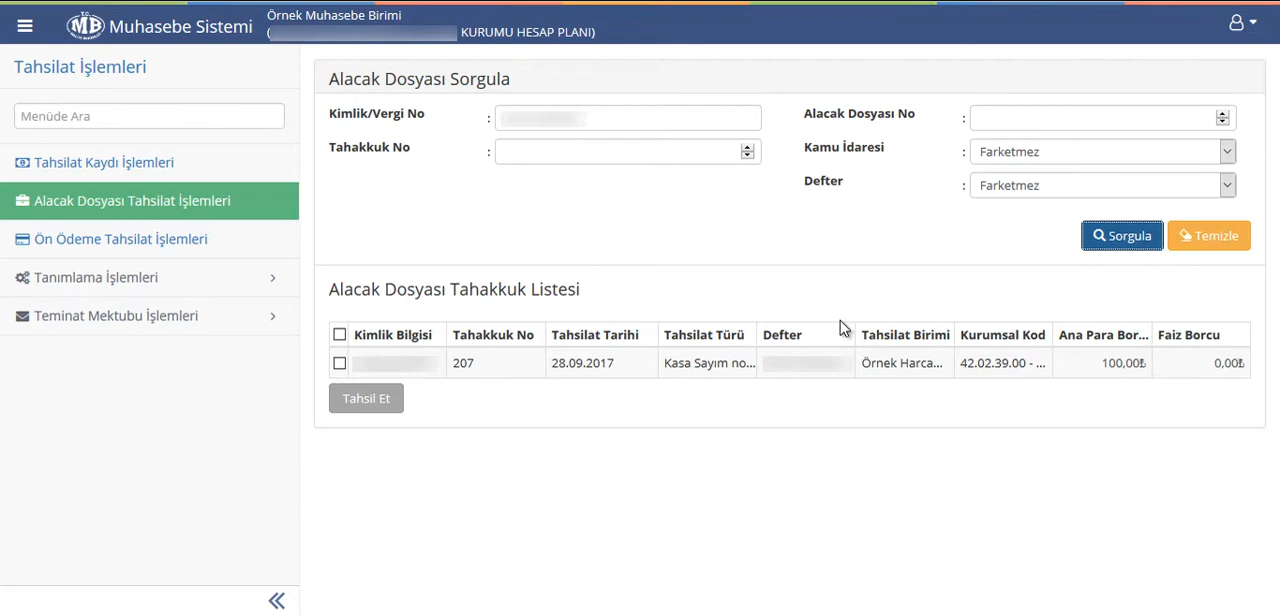 T.C.
MB
Muhasebe Sistemi
Örnek Muhasebe Birimi
( KURUMU HESAP PLANI)
Tahsilat İşlemleri
Menüde Ara
Tahsilat Kaydı İşlemleri
Alacak Dosyası Tahsilat İşlemleri
Ön Ödeme Tahsilat İşlemleri
Tanımlama İşlemleri
Teminat Mektubu İşlemleri
Alacak Dosyası Sorgula
Kimlik/Vergi No :
Alacak Dosyası No :
Tahakkuk No :
Kamu İdaresi : Farketmez
Defter : Farketmez
Sorgula Temizle
Alacak Dosyası Tahakkuk Listesi
Kimlik Bilgisi Tahakkuk No Tahsilat Tarihi Tahsilat Türü Defter Tahsilat Birimi Kurumsal Kod Ana Para Bor... Faiz Borcu
207 28.09.2017 Kasa Sayım no... Örnek Harca... 42.02.39.00 - ... 100,00₺ 0,00₺
Tahsil Et